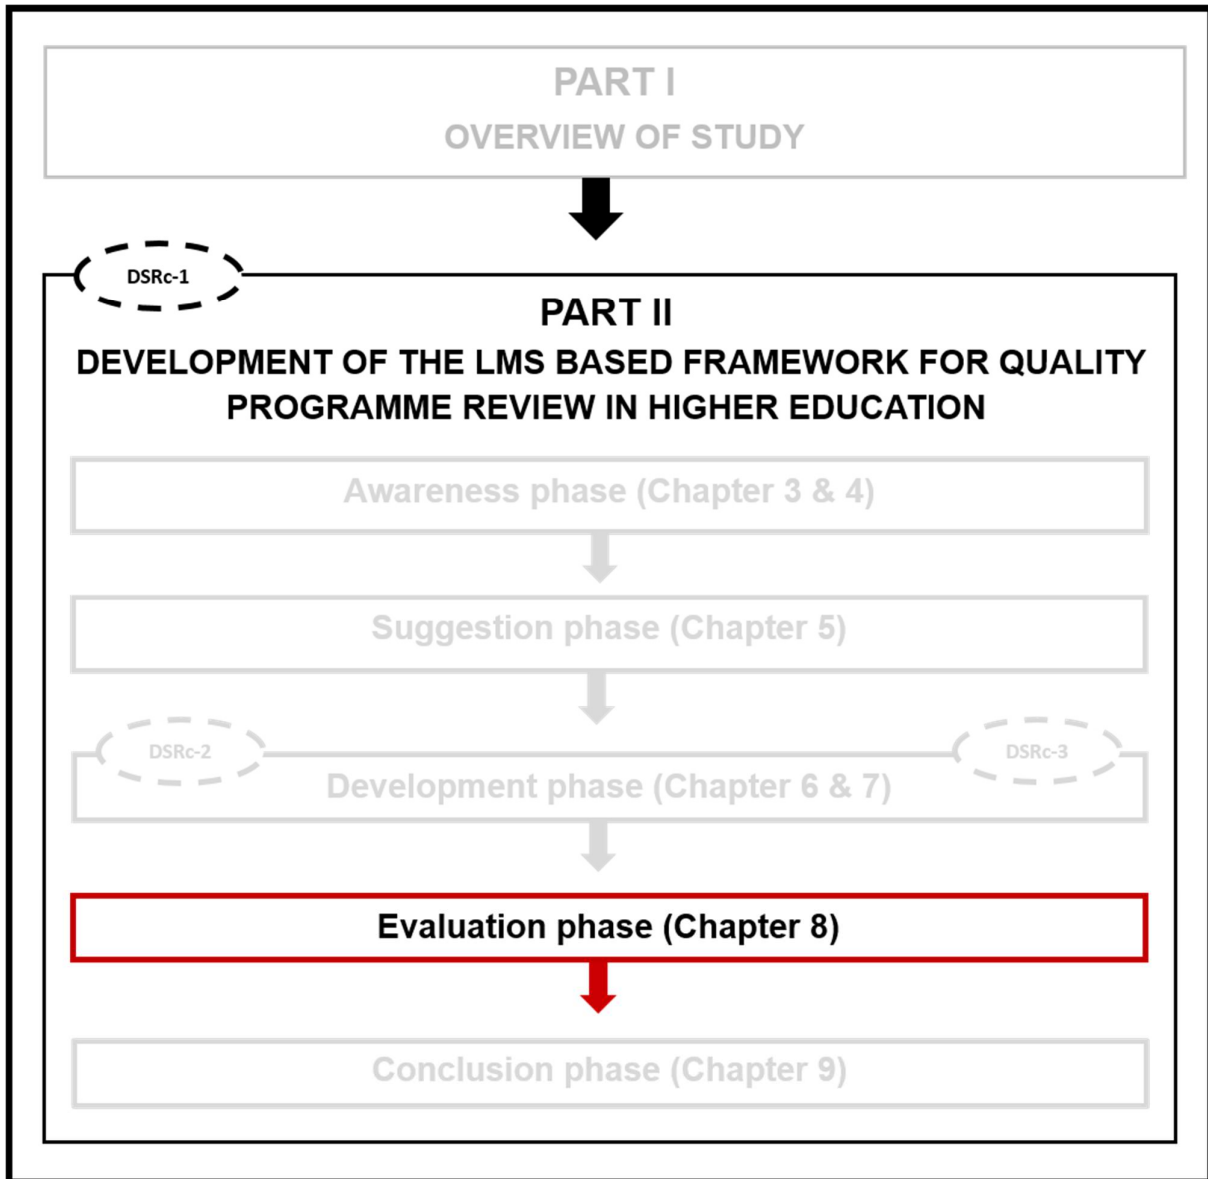 PART I
OVERVIEW OF STUDY
DSRc-1
PART II
DEVELOPMENT OF THE LMS BASED FRAMEWORK FOR QUALITY
PROGRAMME REVIEW IN HIGHER EDUCATION
Awareness phase (Chapter 3 & 4)
Suggestion phase (Chapter 5)
DSRc-2
DSRc-3
Development phase (Chapter 6 & 7)
Evaluation phase (Chapter 8)
Conclusion phase (Chapter 9)